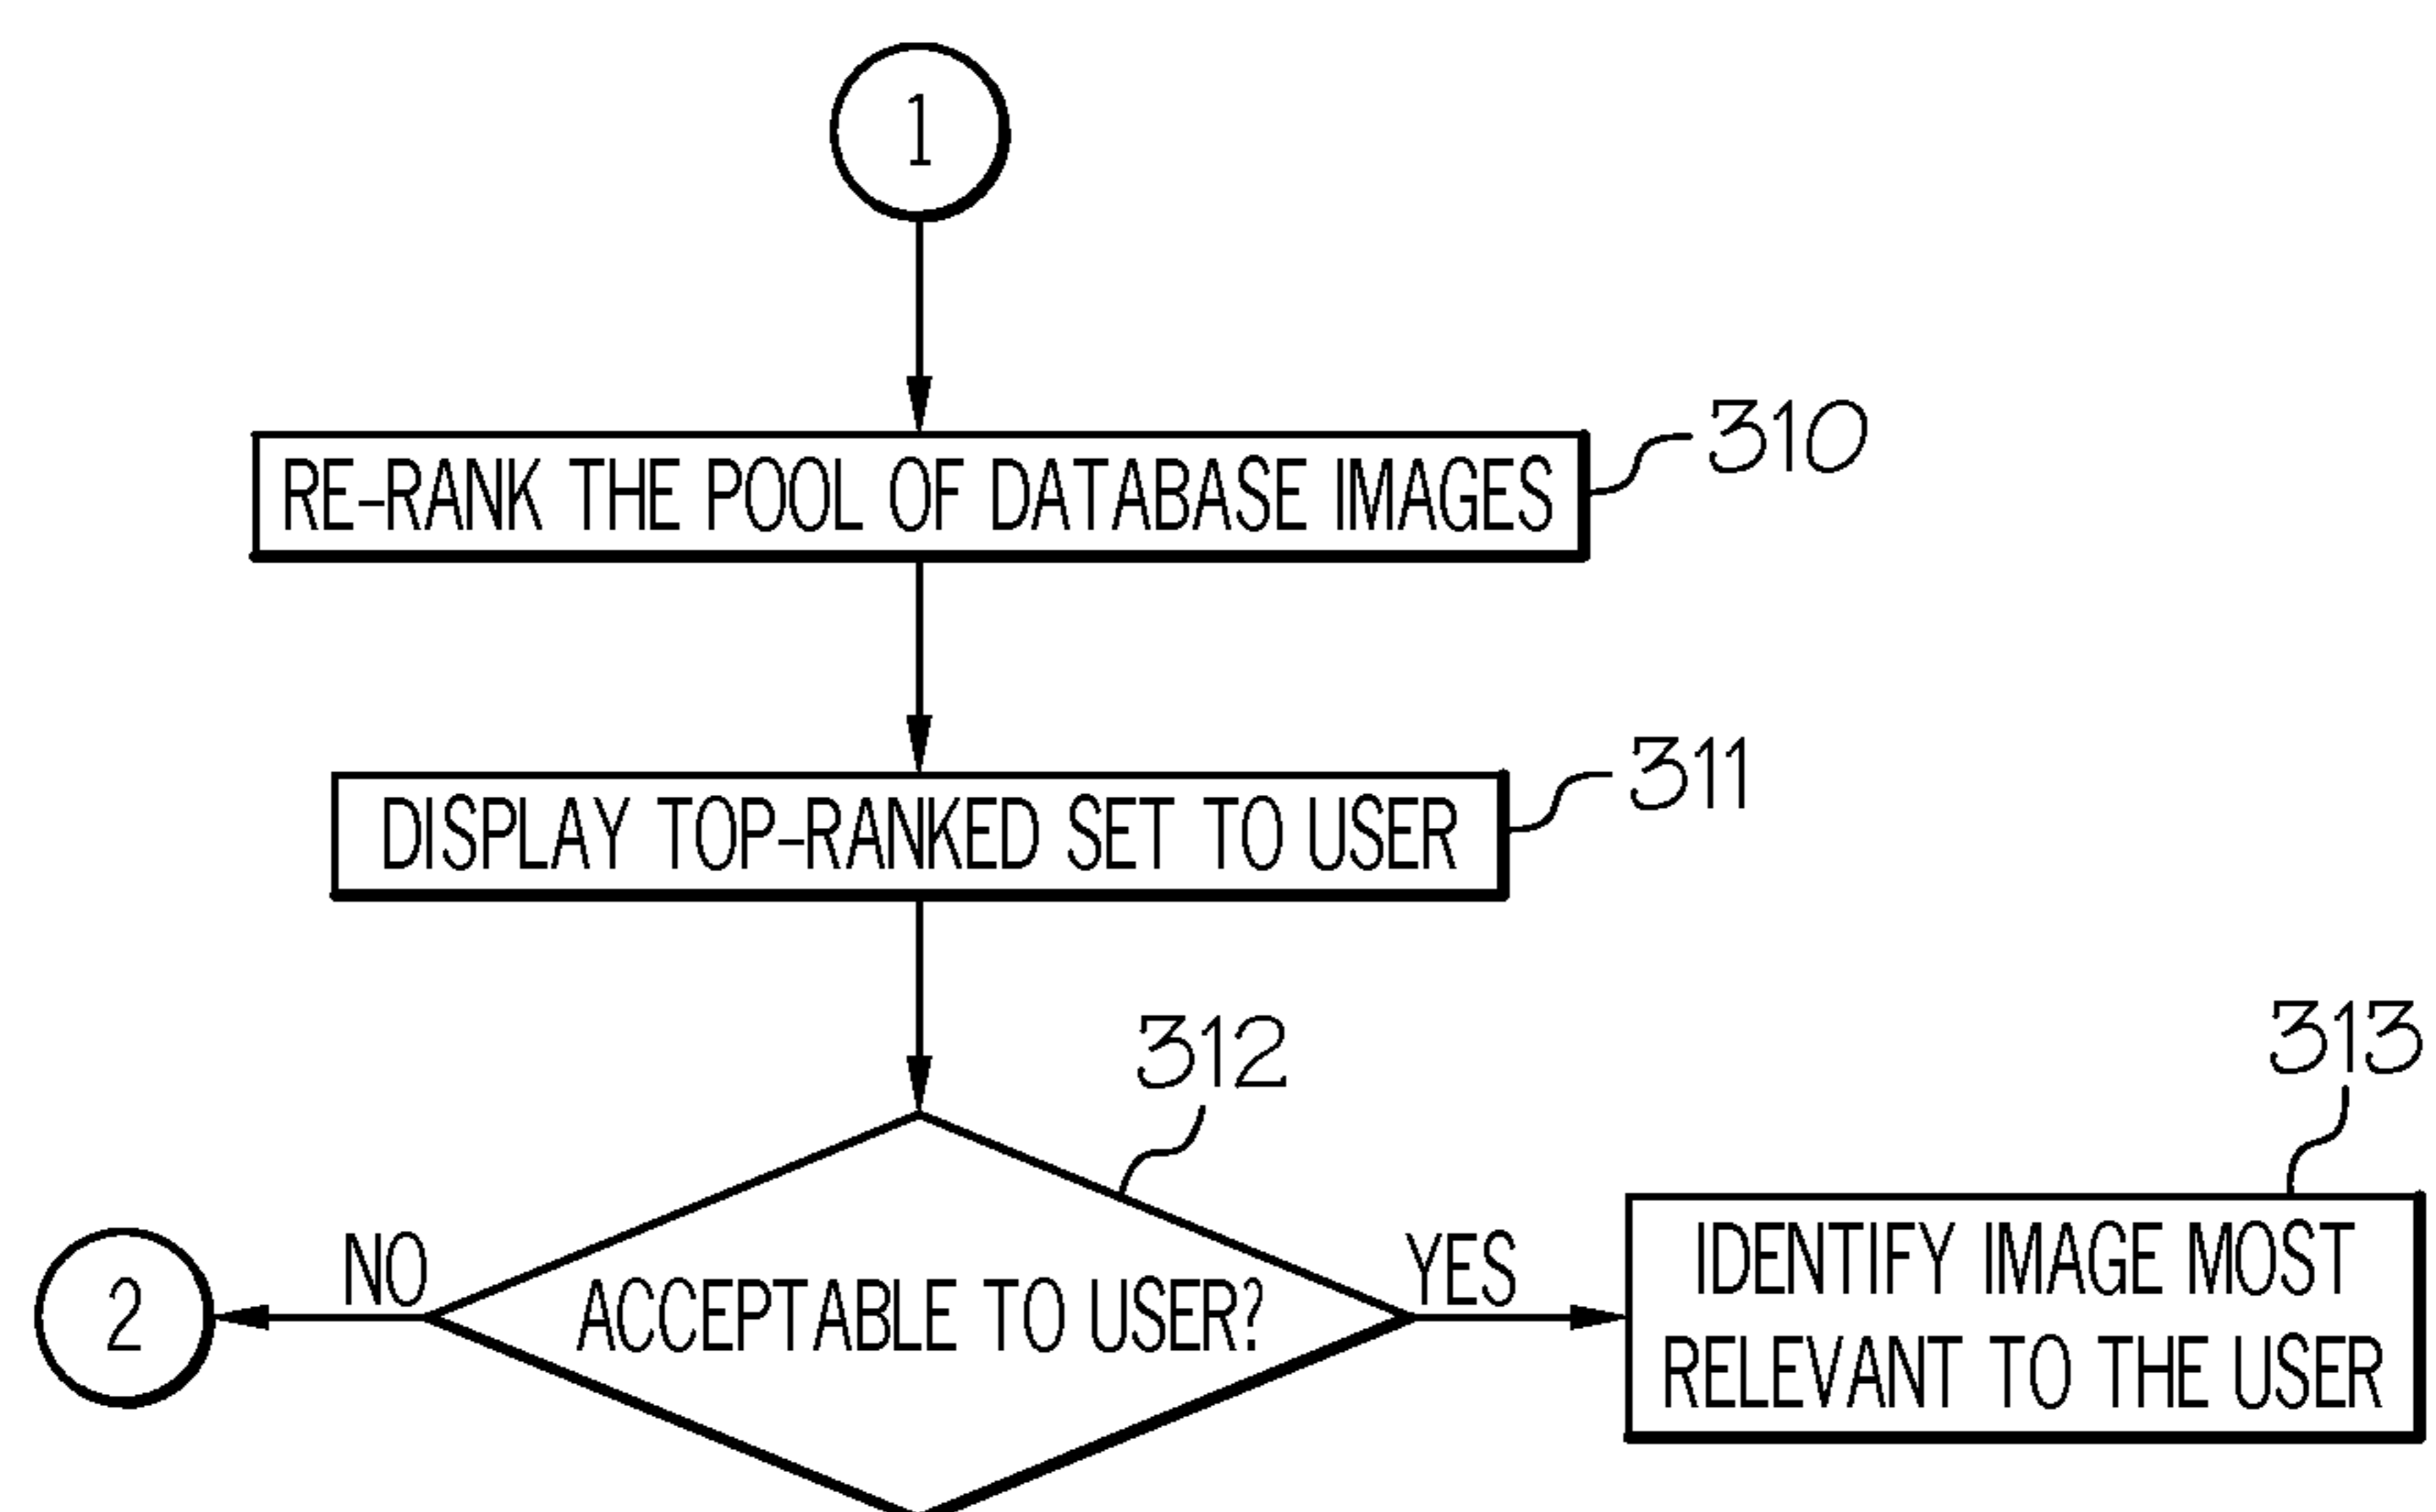 1
RE-RANK THE POOL OF DATABASE IMAGES
310
DISPLAY TOP-RANKED SET TO USER
311
312
313
2
NO
ACCEPTABLE TO USER?
YES
IDENTIFY IMAGE MOST
RELEVANT TO THE USER